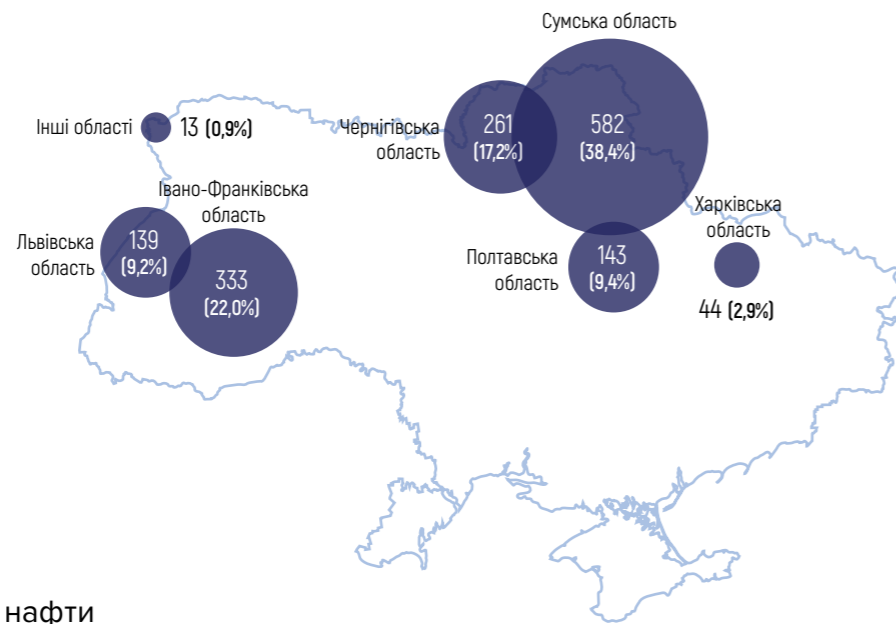 Сумська область
Інші області
13 (0,9%)
Чернігівська
область
261
(17,2%)
582
(38,4%)
Івано-Франківська
область
Львівська
область
139
(9,2%)
333
(22,0%)
Полтавська
область
143
(9,4%)
Харківська
область
44 (2,9%)
нафти